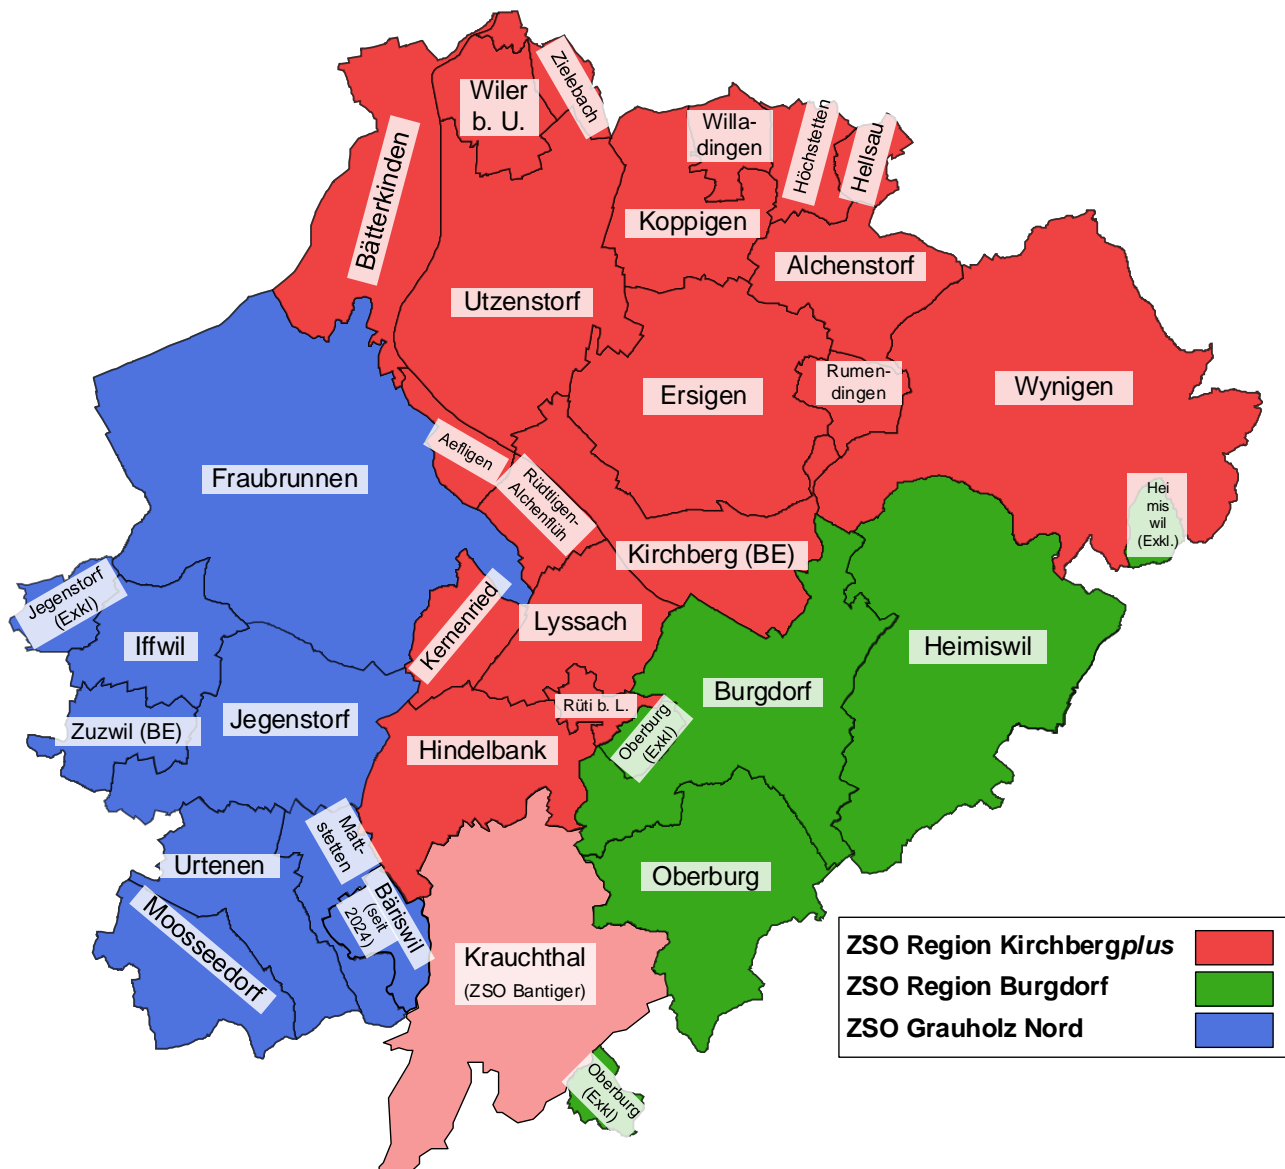 Zielebach
Wiler
b. U.
Willa-
dingen
Höchstetten
Hellsau
Bätterkinden
Koppigen
Alchenstorf
Utzenstorf
Ersigen
Rumen-
dingen
Wynigen
Aefligen
Fraubrunnen
Rüdtligen-
Alchenflüh
Hei
mis
wil
(Exkl.)
Kirchberg (BE)
Jegenstorf
(Exkl)
Iffwil
Kernenried
Lyssach
Heimiswil
Burgdorf
Rüti b. L.
Jegenstorf
Zuzwil (BE)
Oberburg
(Exkl)
Hindelbank
Matt-
stetten
Urtenen
Oberburg
Bäriswil
(seit
2024)
Moosseedorf
Krauchthal
(ZSO Bantiger)
Oberburg
(Exkl)
ZSO Region Kirchbergplus
ZSO Region Burgdorf
ZSO Grauholz Nord